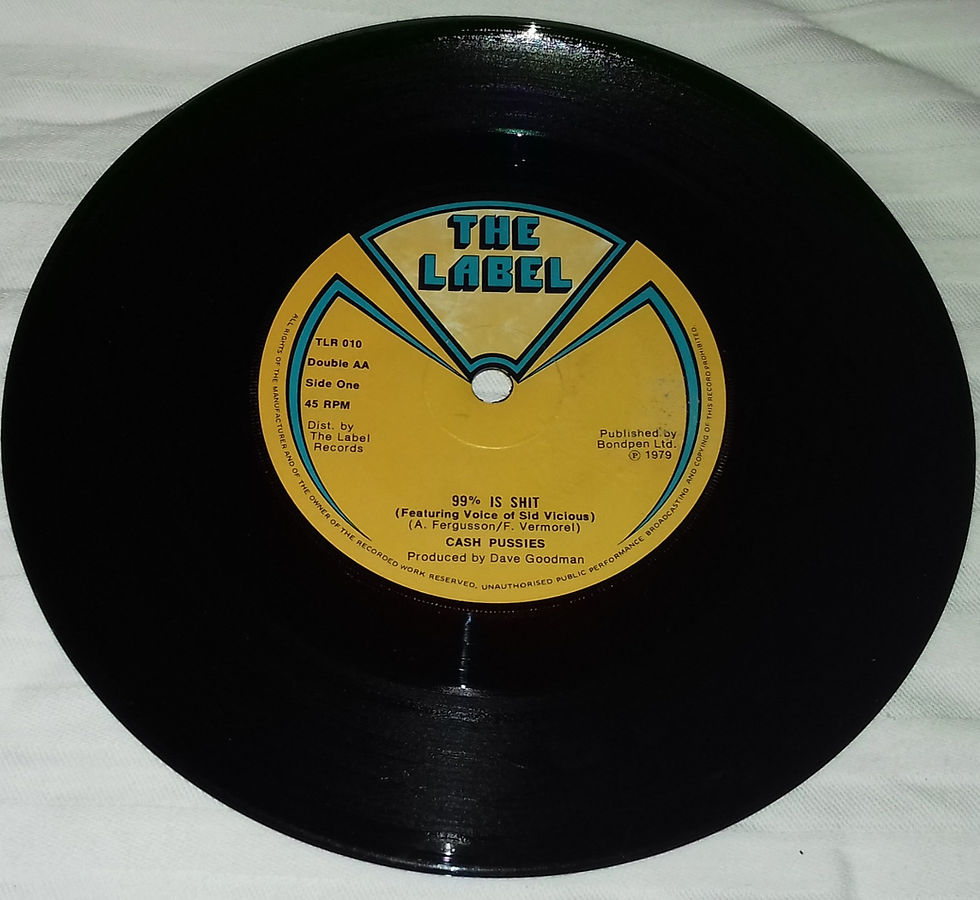 THE
LABEL
TLR 010
Double AA
Side One
45 RPM
Dist. by
The Label
Records
Published by
Bondpen Ltd.
℗ 1979
99% IS SHIT
(Featuring Voice of Sid Vicious)
(A. Fergusson/F. Vermorel)
CASH PUSSIES
Produced by Dave Goodman
ALL RIGHTS OF THE MANUFACTURER AND OF THE OWNER OF THE RECORDED WORK RESERVED. UNAUTHORISED PUBLIC PERFORMANCE BROADCASTING AND COPYING OF THIS RECORD PROHIBITED